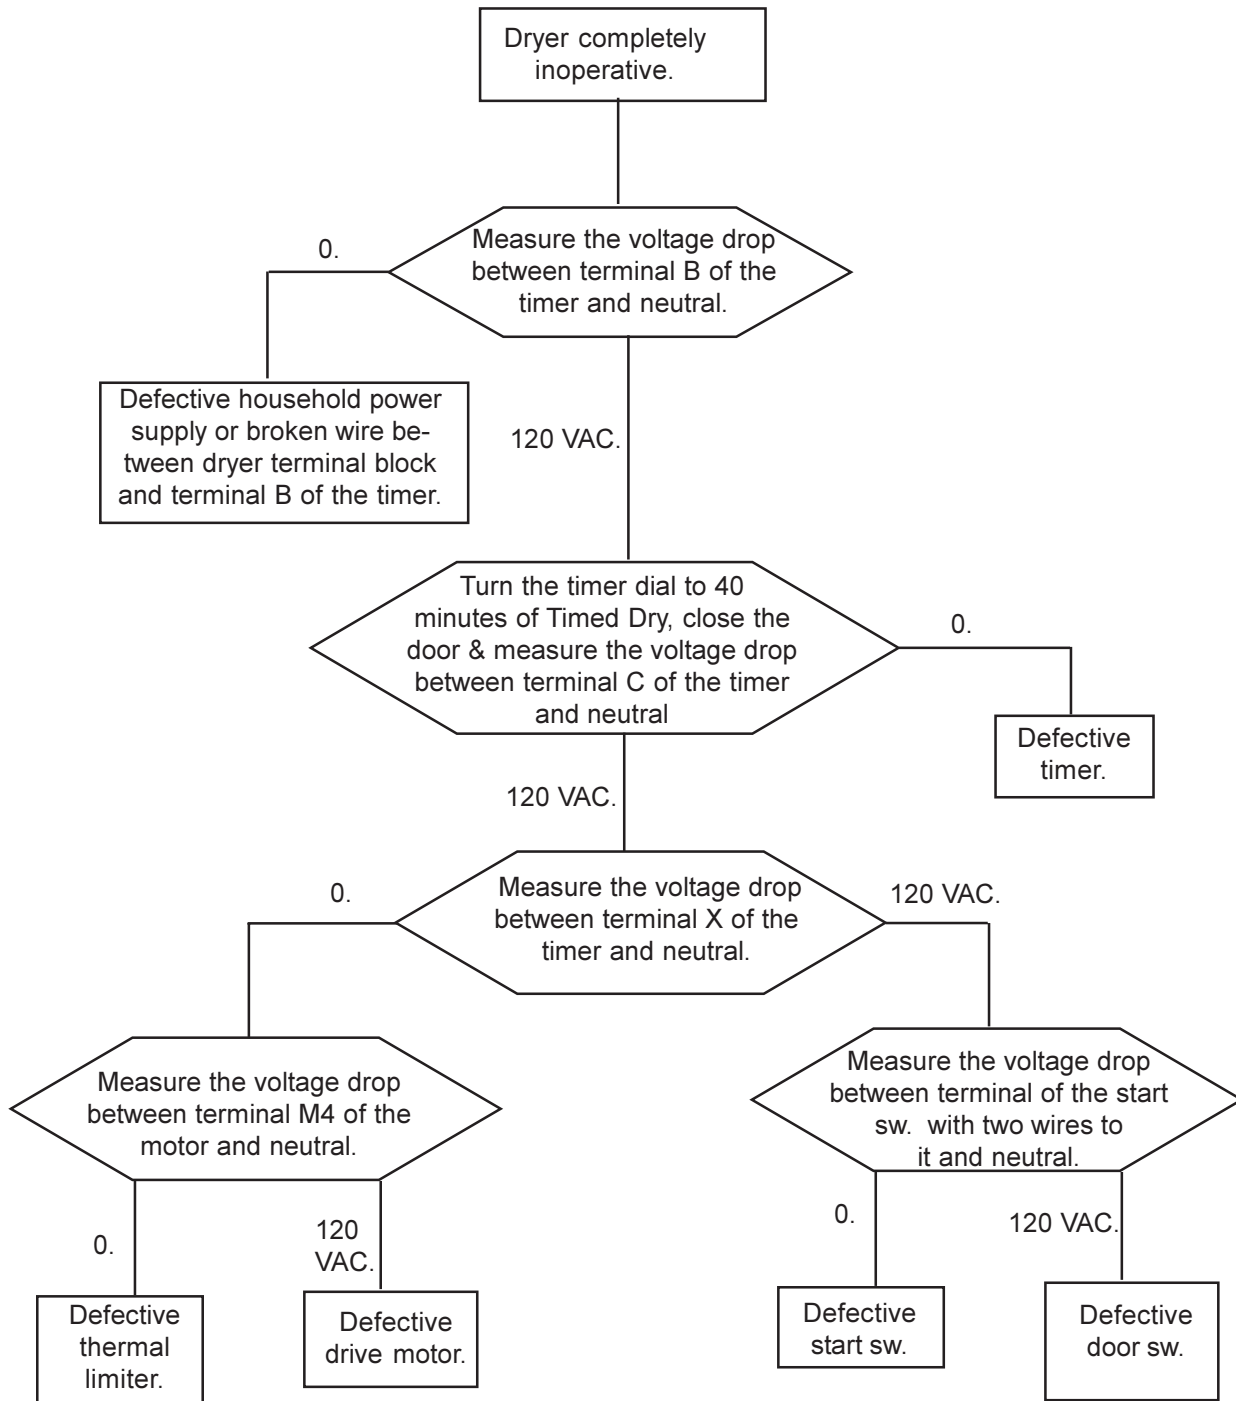 Dryer completely
inoperative.
Measure the voltage drop
between terminal B of the
timer and neutral.
0.
Defective household power
supply or broken wire be-
tween dryer terminal block
and terminal B of the timer.
120 VAC.
Turn the timer dial to 40
minutes of Timed Dry, close the
door & measure the voltage drop
between terminal C of the timer
and neutral
0.
Defective
timer.
120 VAC.
Measure the voltage drop
between terminal X of the
timer and neutral.
0.
120 VAC.
Measure the voltage drop
between terminal M4 of the
motor and neutral.
Measure the voltage drop
between terminal of the start
sw. with two wires to
it and neutral.
0.
120
VAC.
0.
120 VAC.
Defective
thermal
limiter.
Defective
drive motor.
Defective
start sw.
Defective
door sw.